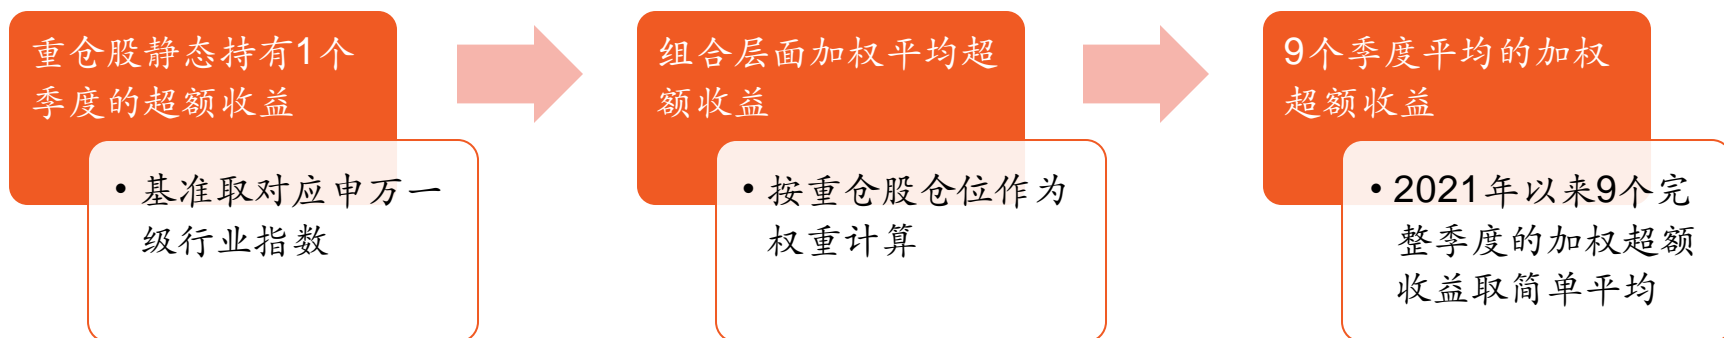 重仓股静态持有1个
季度的超额收益
• 基准取对应申万一
级行业指数
组合层面加权平均超
额收益
• 按重仓股仓位作为
权重计算
9个季度平均的加权
超额收益
• 2021年以来9个完
整季度的加权超额
收益取简单平均